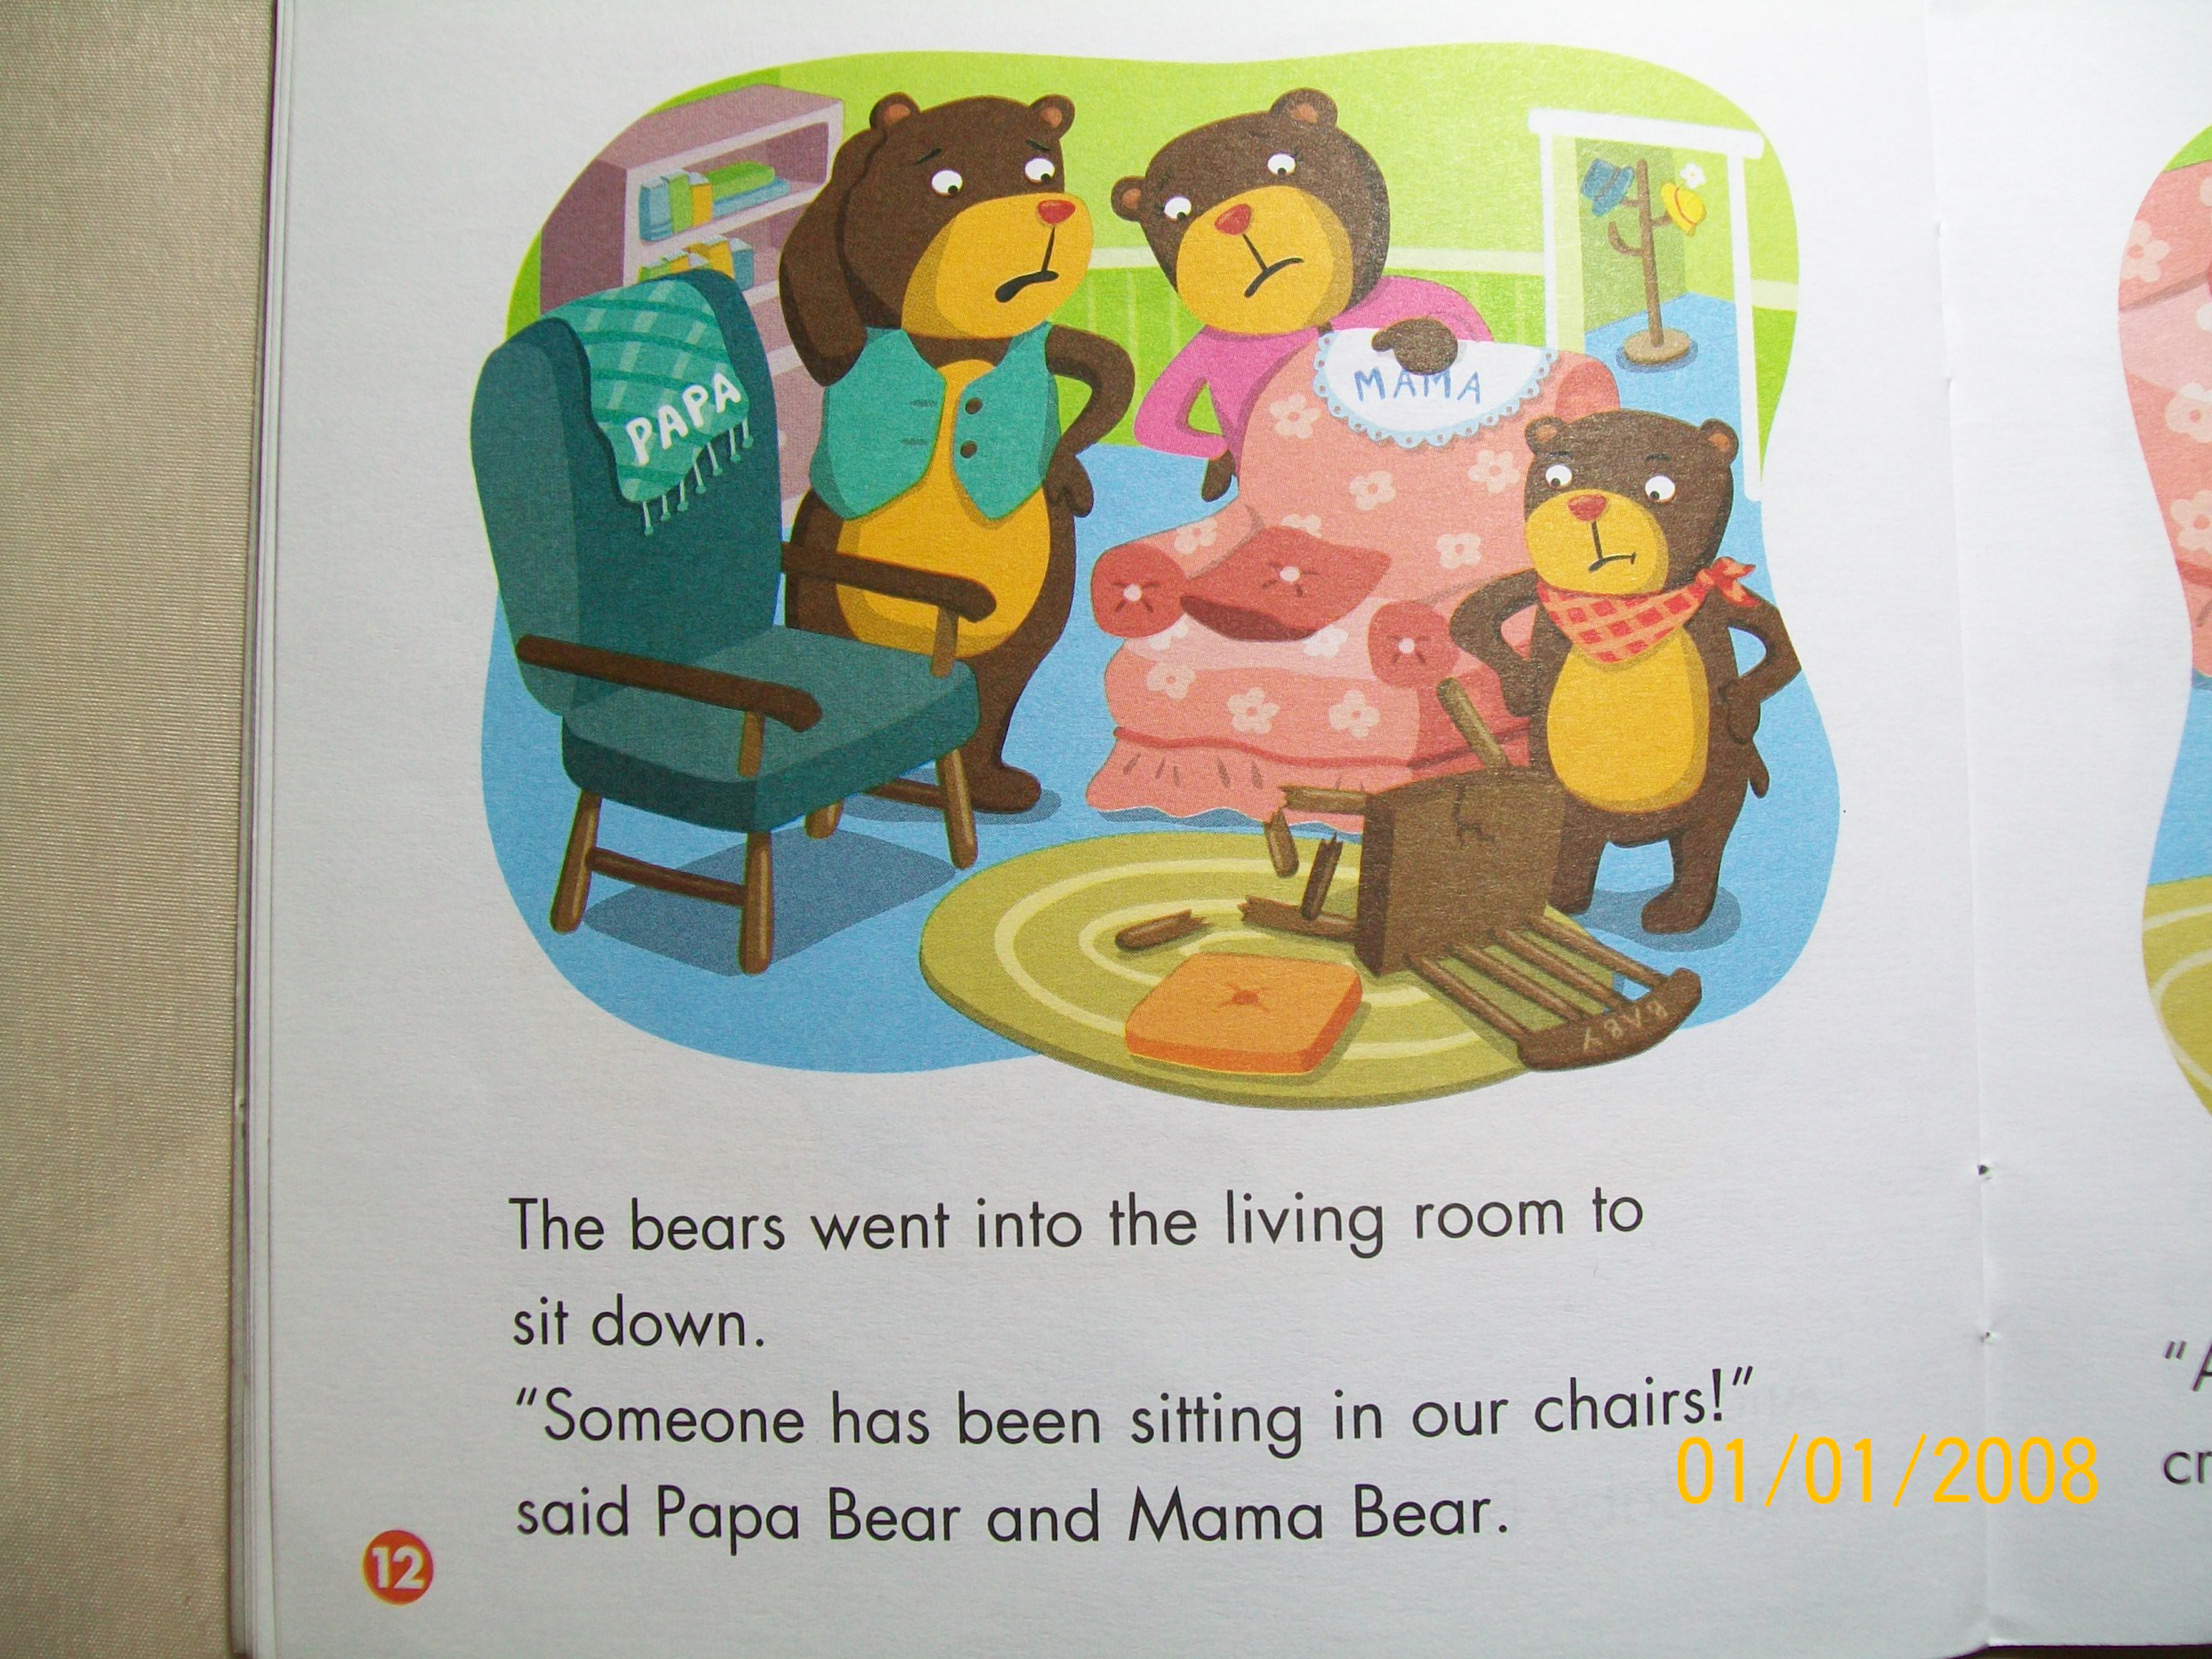 PAPA
MAMA
BABY
The bears went into the living room to
sit down.
“Someone has been sitting in our chairs!”
said Papa Bear and Mama Bear.
12
01/01/2008